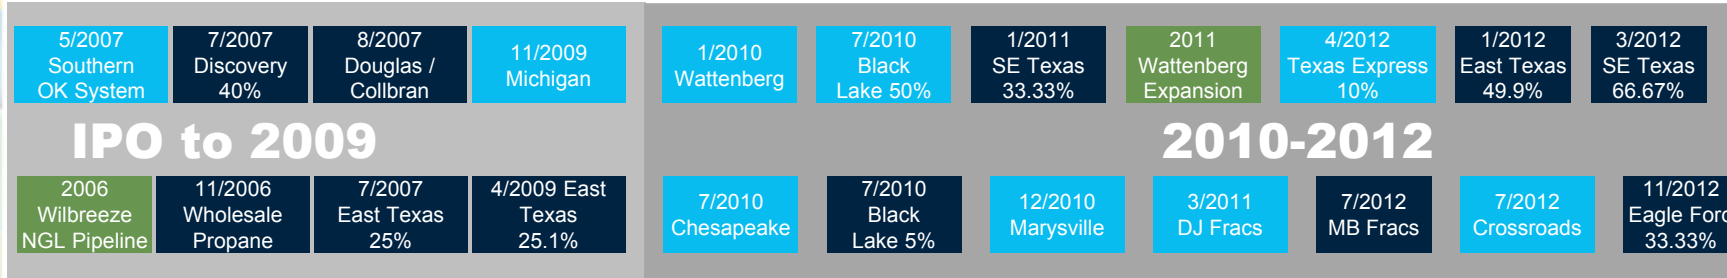 5/2007
Southern
OK System
7/2007
Discovery
40%
8/2007
Douglas /
Collbran
11/2009
Michigan
IPO to 2009
2006
Wilbreeze
NGL Pipeline
11/2006
Wholesale
Propane
7/2007
East Texas
25%
4/2009 East
Texas
25.1%
1/2010
Wattenberg
7/2010
Black
Lake 50%
1/2011
SE Texas
33.33%
2011
Wattenberg
Expansion
4/2012
Texas Express
10%
1/2012
East Texas
49.9%
3/2012
SE Texas
66.67%
2010-2012
7/2010
Chesapeake
7/2010
Black
Lake 5%
12/2010
Marysville
3/2011
DJ Fracs
7/2012
MB Fracs
7/2012
Crossroads
11/2012
Eagle Ford
33.33%